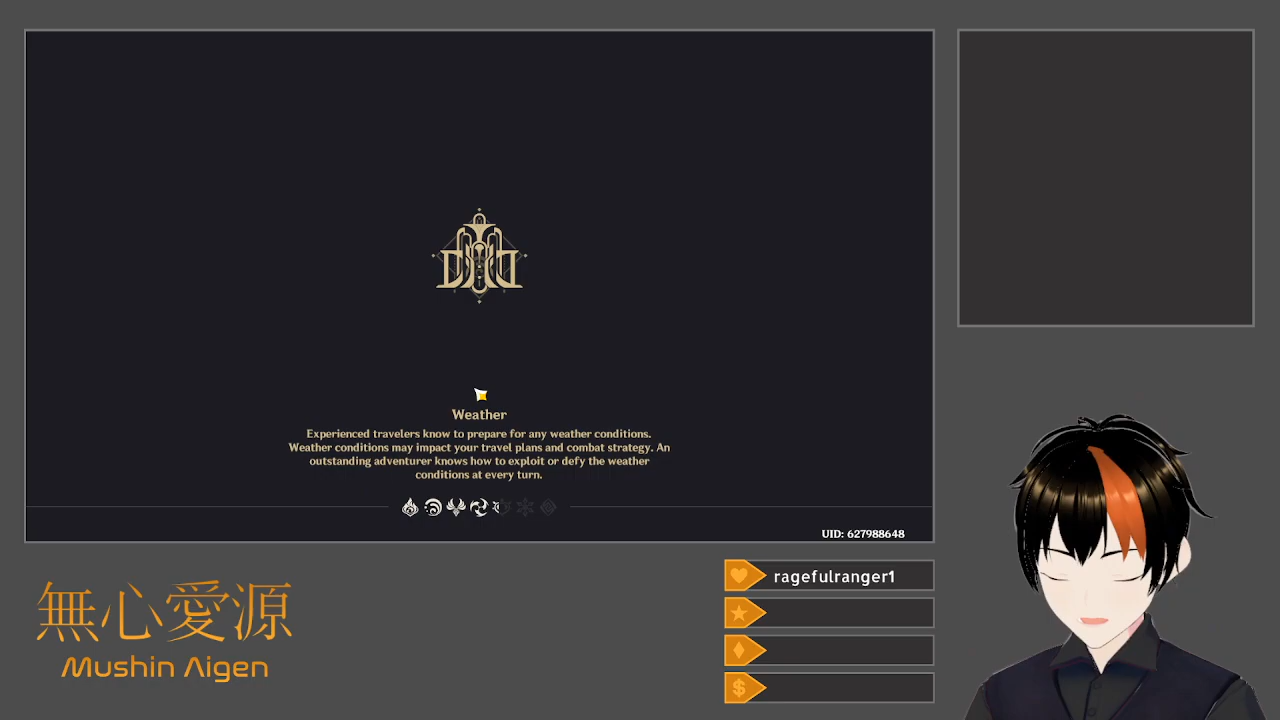 Weather
Experienced travelers know to prepare for any weather conditions.
Weather conditions may impact your travel plans and combat strategy. An
outstanding adventurer knows how to exploit or defy the weather
conditions at every turn.
UID: 627988648
ragefulranger1
無心愛源
Mushin Aigen
$